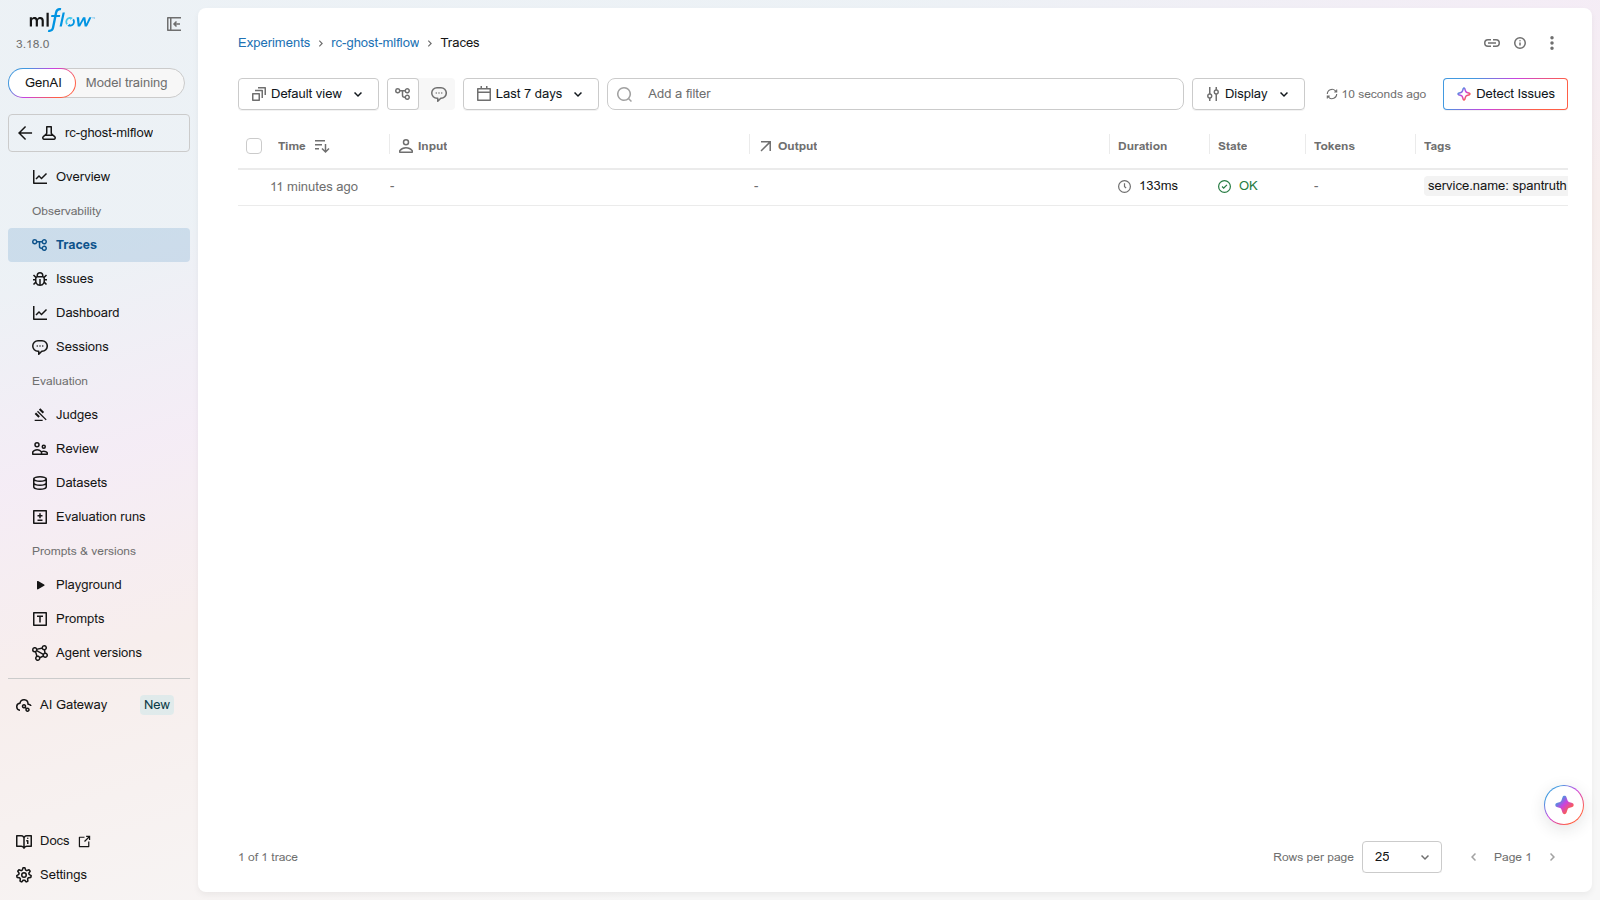 mlflow
3.18.0
GenAI Model training
rc-ghost-mlflow
Overview
Observability
Traces
Issues
Dashboard
Sessions
Evaluation
Judges
Review
Datasets
Evaluation runs
Prompts & versions
Playground
Prompts
Agent versions
AI Gateway New
Docs
Settings
Experiments › rc-ghost-mlflow › Traces
Default view Last 7 days Add a filter Display 10 seconds ago Detect Issues
Time Input Output Duration State Tokens Tags
11 minutes ago - - 133ms OK - service.name: spantruth
1 of 1 trace Rows per page 25 Page 1